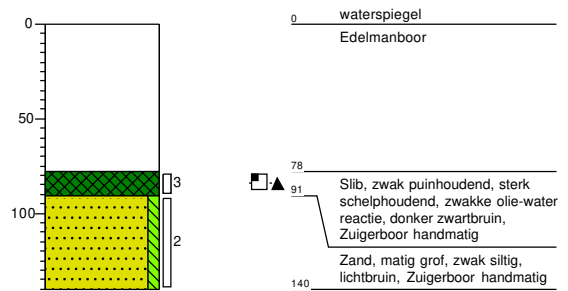 0
50
100
3
2
0 waterspiegel
Edelmanboor
78
Slib, zwak puinhoudend, sterk
schelphoudend, zwakke olie-water
reactie, donker zwartbruin,
Zuigerboor handmatig
91
Zand, matig grof, zwak siltig,
lichtbruin, Zuigerboor handmatig
140